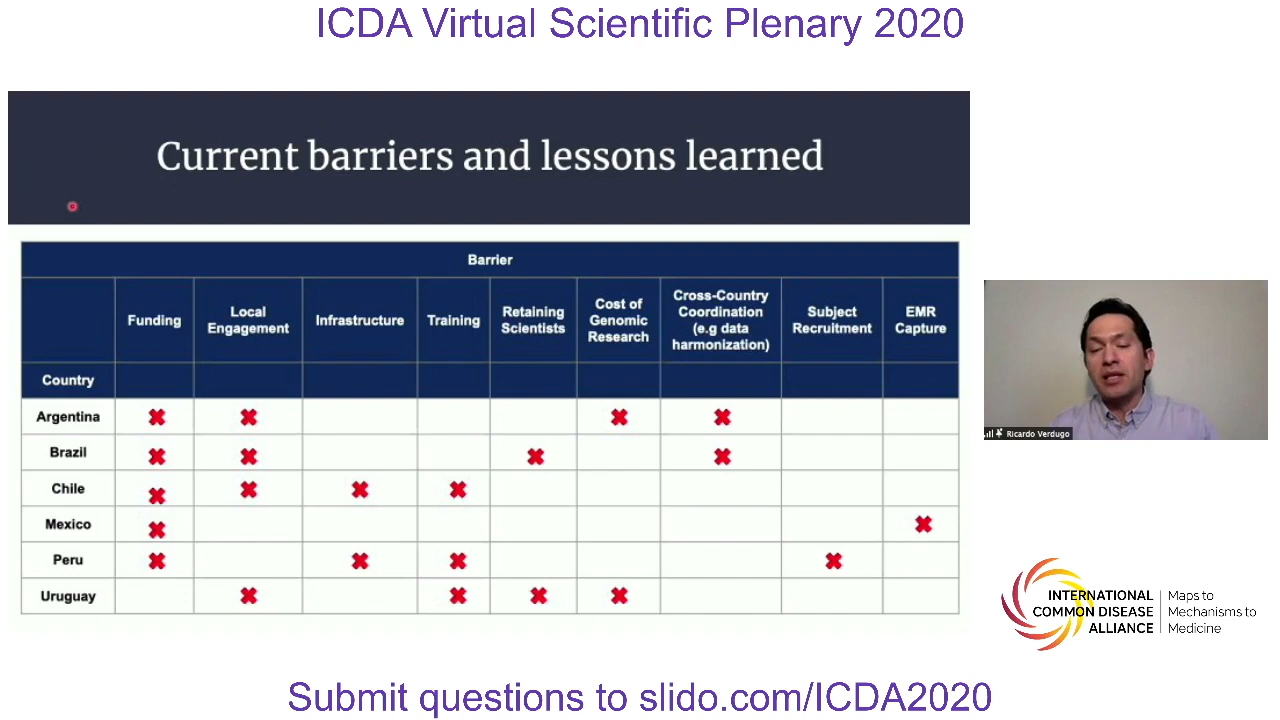 ICDA Virtual Scientific Plenary 2020
Current barriers and lessons learned
Barrier
Funding
Local
Engagement
Infrastructure
Training
Retaining
Scientists
Cost of
Genomic
Research
Cross-Country
Coordination
(e.g data
harmonization)
Subject
Recruitment
EMR
Capture
Country
Argentina
Brazil
Chile
Mexico
Peru
Uruguay
Ricardo Verdugo
INTERNATIONAL
COMMON DISEASE
ALLIANCE
Maps to
Mechanisms to
Medicine
Submit questions to slido.com/ICDA2020